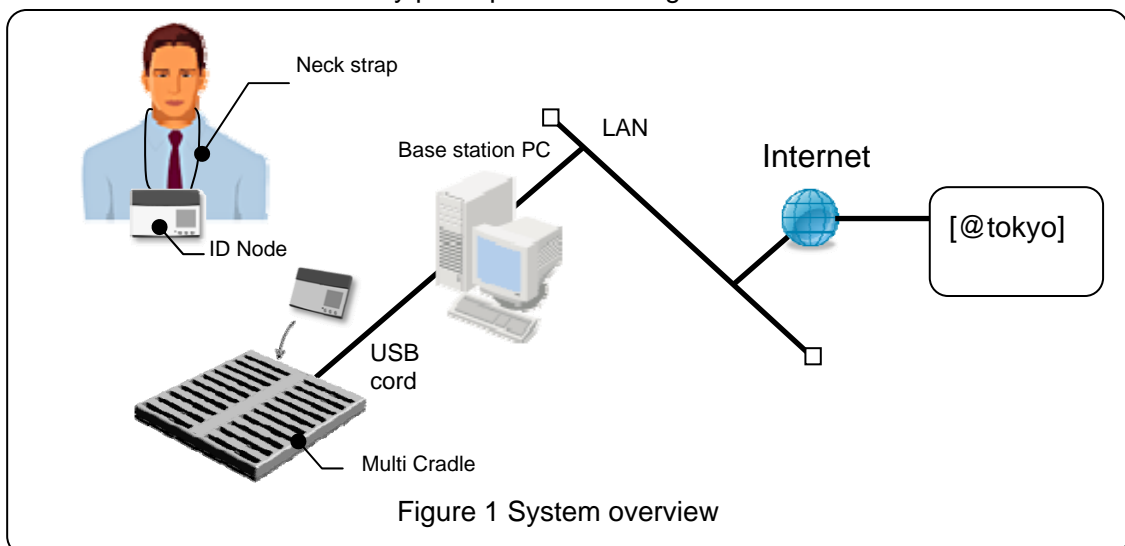 Neck strap
LAN
Base station PC
Internet
[@tokyo]
ID Node
USB
cord
Multi Cradle
Figure 1 System overview